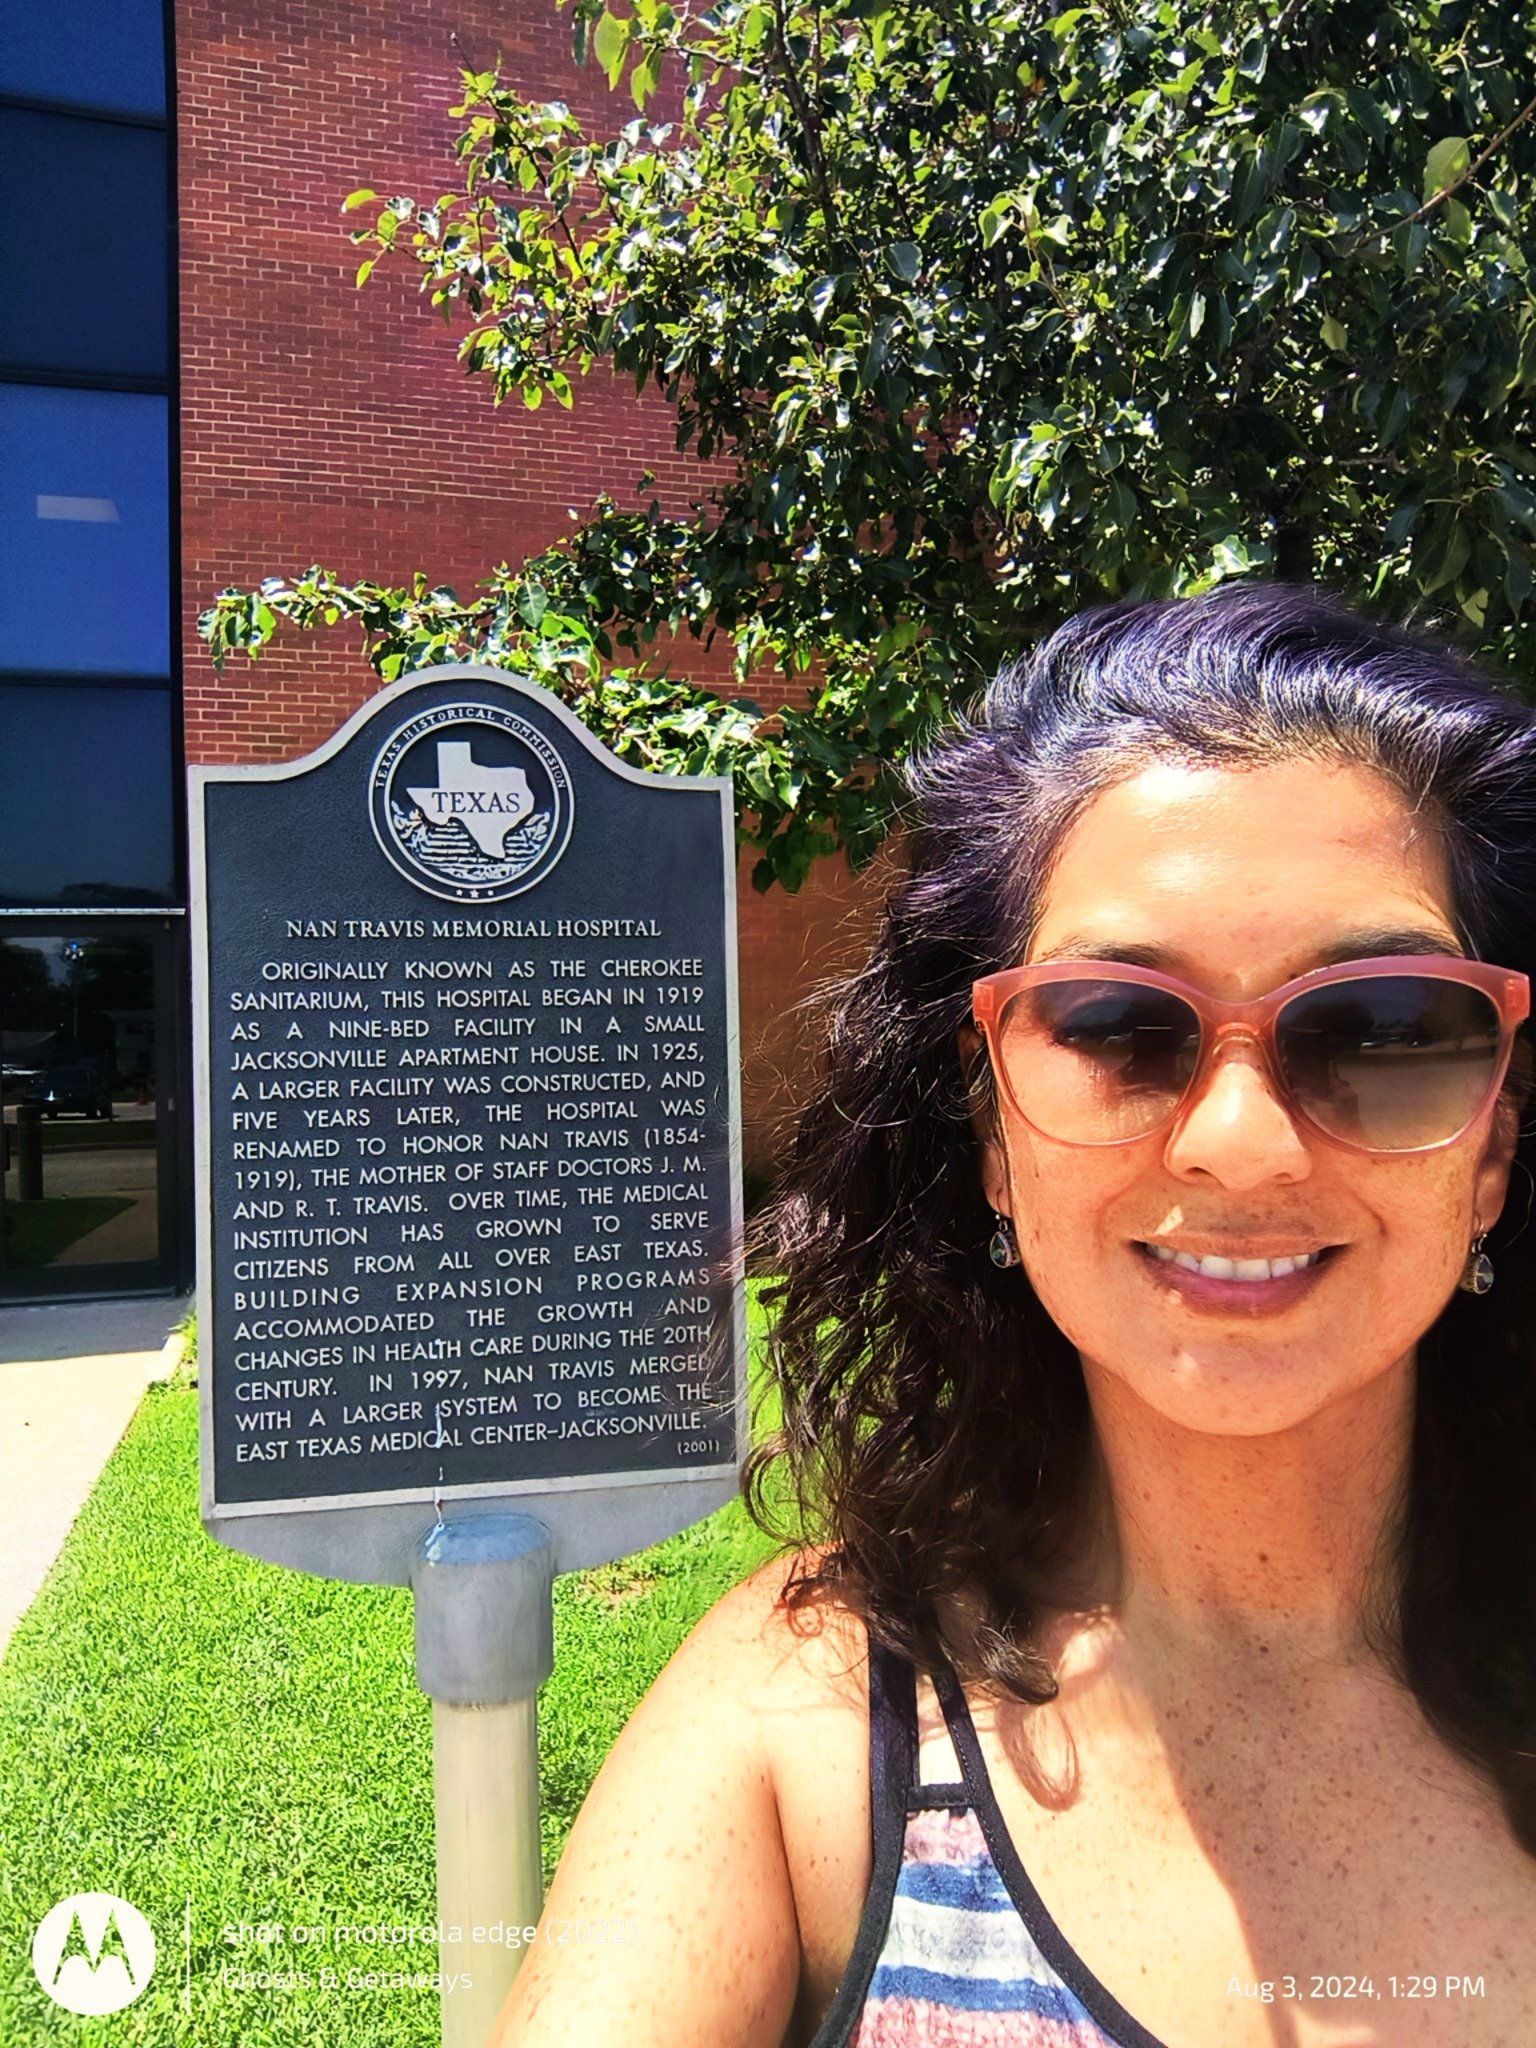 TEXAS HISTORICAL COMMISSION
TEXAS
NAN TRAVIS MEMORIAL HOSPITAL
ORIGINALLY KNOWN AS THE CHEROKEE
SANITARIUM, THIS HOSPITAL BEGAN IN 1919
AS A NINE-BED FACILITY IN A SMALL
JACKSONVILLE APARTMENT HOUSE. IN 1925,
A LARGER FACILITY WAS CONSTRUCTED, AND
FIVE YEARS LATER, THE HOSPITAL WAS
RENAMED TO HONOR NAN TRAVIS (1854-
1919), THE MOTHER OF STAFF DOCTORS J. M.
AND R. T. TRAVIS. OVER TIME, THE MEDICAL
INSTITUTION HAS GROWN TO SERVE
CITIZENS FROM ALL OVER EAST TEXAS.
BUILDING EXPANSION PROGRAMS
ACCOMMODATED THE GROWTH AND
CHANGES IN HEALTH CARE DURING THE 20TH
CENTURY. IN 1997, NAN TRAVIS MERGED
WITH A LARGER SYSTEM TO BECOME THE
EAST TEXAS MEDICAL CENTER–JACKSONVILLE.
(2001)
shot on motorola edge (2022)
Ghosts & Getaways
Aug 3, 2024, 1:29 PM